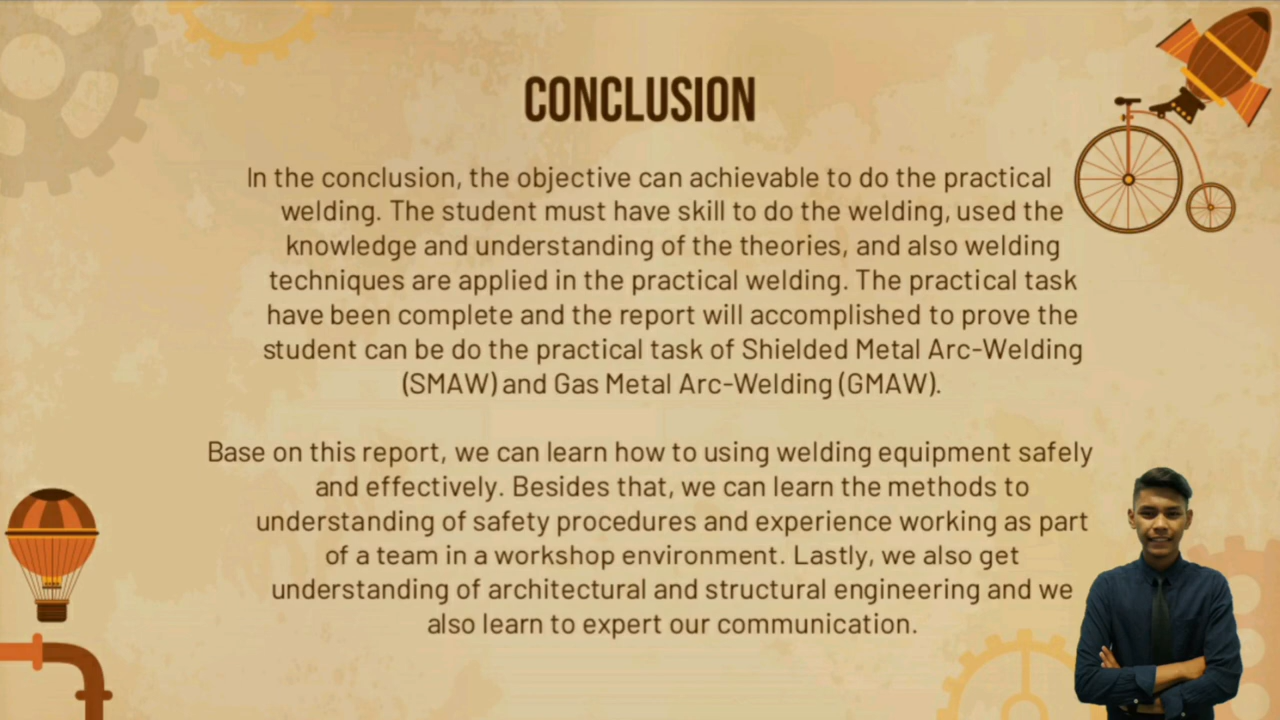 CONCLUSION
In the conclusion, the objective can achievable to do the practical
welding. The student must have skill to do the welding, used the
knowledge and understanding of the theories, and also welding
techniques are applied in the practical welding. The practical task
have been complete and the report will accomplished to prove the
student can be do the practical task of Shielded Metal Arc-Welding
(SMAW) and Gas Metal Arc-Welding (GMAW).
Base on this report, we can learn how to using welding equipment safely
and effectively. Besides that, we can learn the methods to
understanding of safety procedures and experience working as part
of a team in a workshop environment. Lastly, we also get
understanding of architectural and structural engineering and we
also learn to expert our communication.